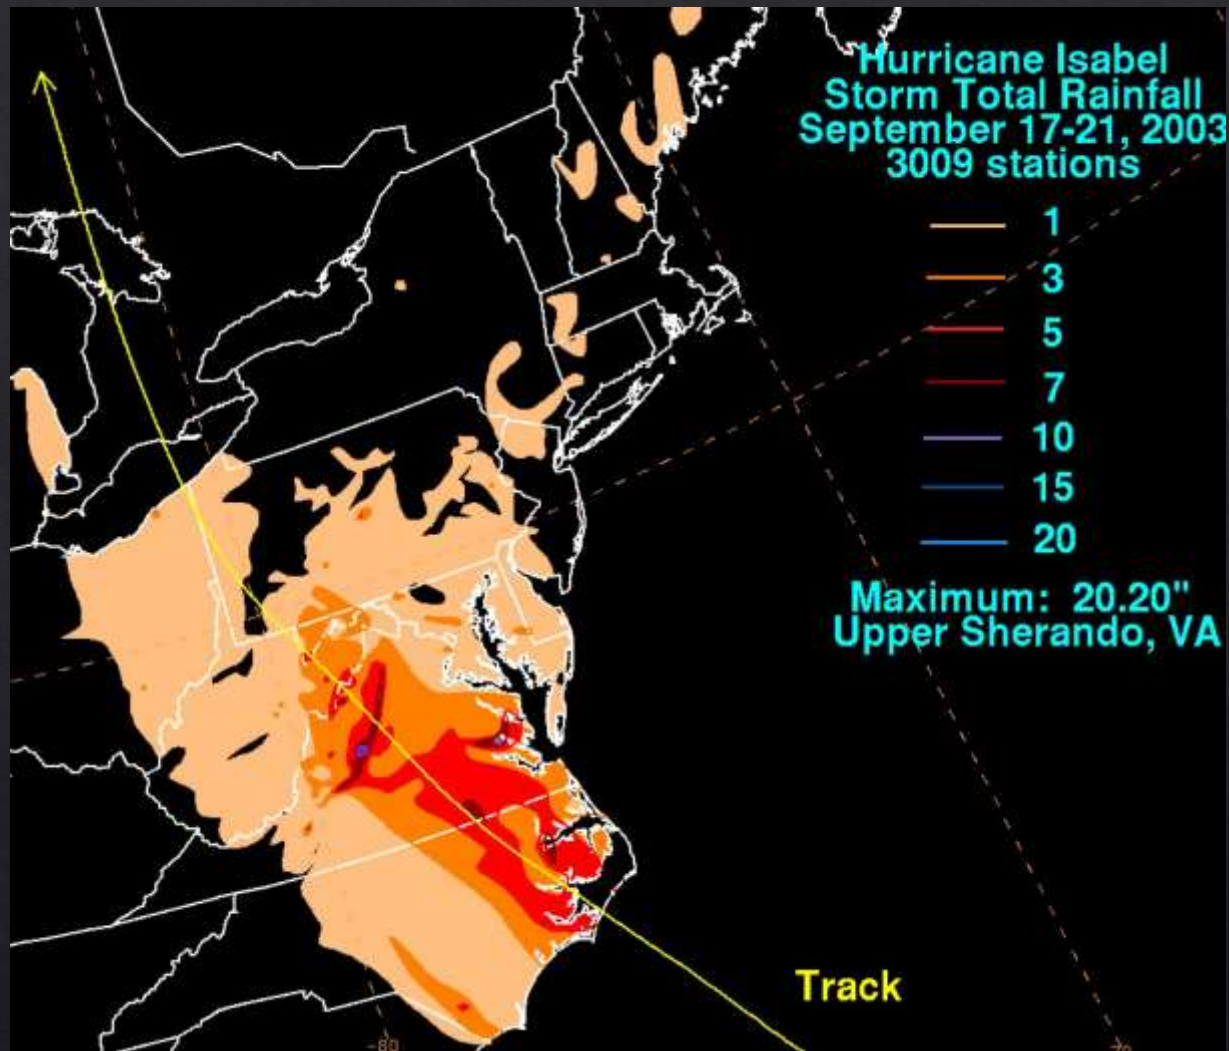 Hurricane Isabel
Storm Total Rainfall
September 17-21, 2003
3009 stations
1
3
5
7
10
15
20
Maximum: 20.20"
Upper Sherando, VA
Track
-80